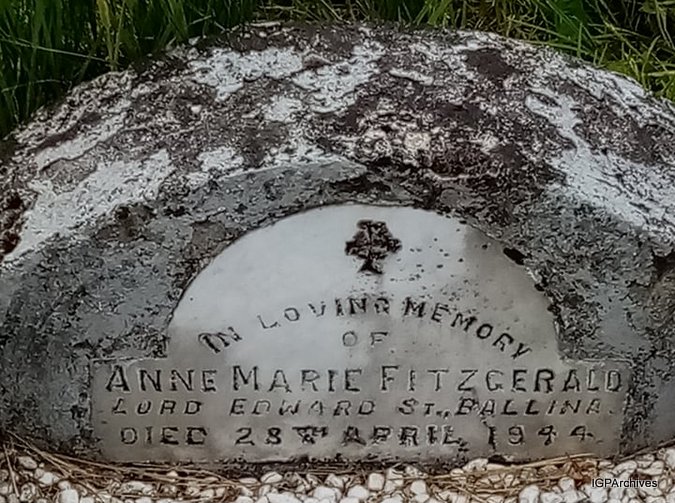 IN LOVING MEMORY
OF
ANNE MARIE FITZGERALD
LORD EDWARD ST., BALLINA.
DIED 28TH APRIL, 1944.
IGPArchives